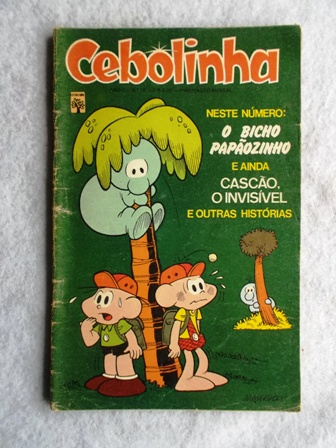 Cebolinha
NESTE NÚMERO:
O BICHO
PAPÃOZINHO
E AINDA
CASCÃO,
O INVISÍVEL
E OUTRAS HISTÓRIAS